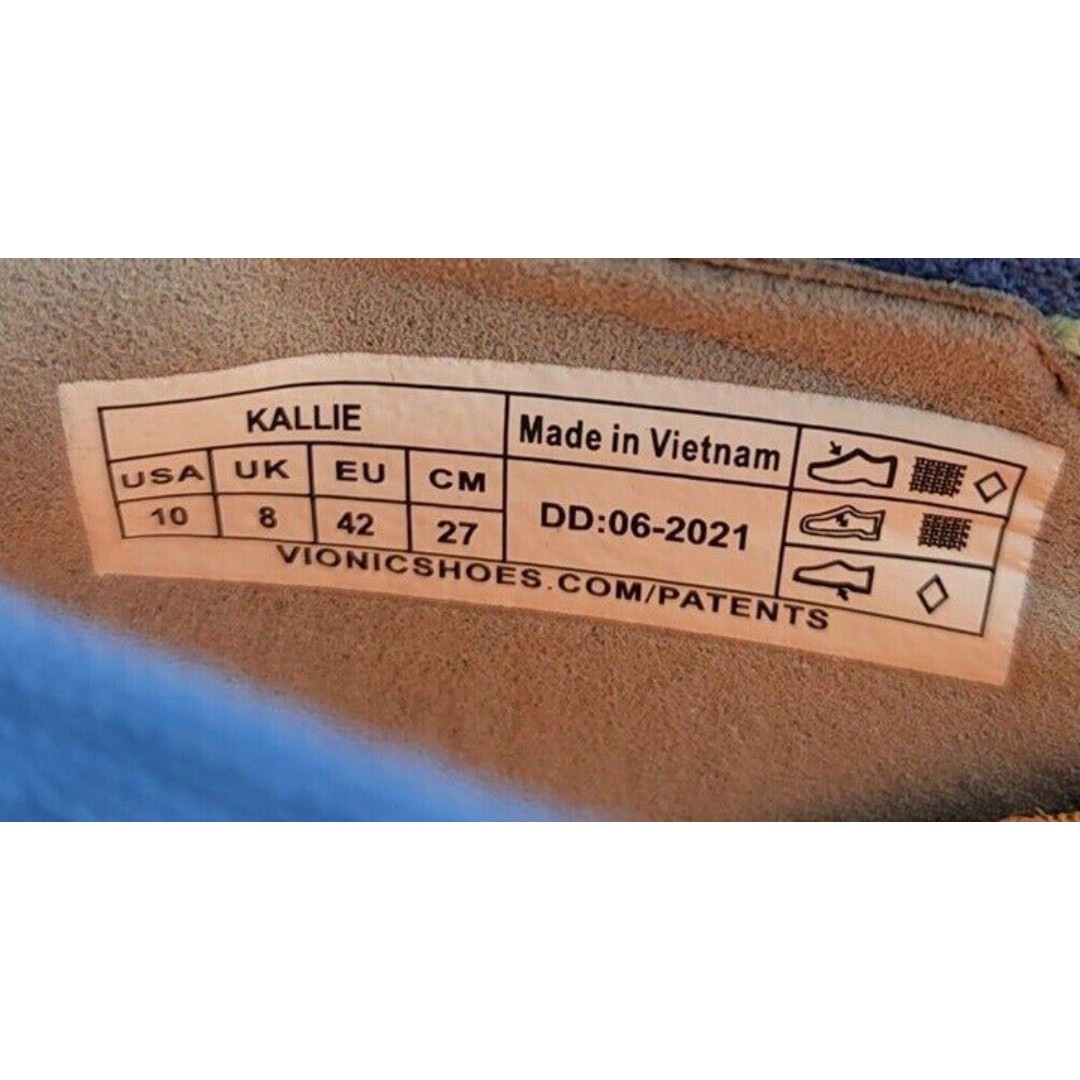 KALLIE
Made in Vietnam
USA UK EU CM
10 8 42 27
DD:06-2021
VIONICSHOES.COM/PATENTS